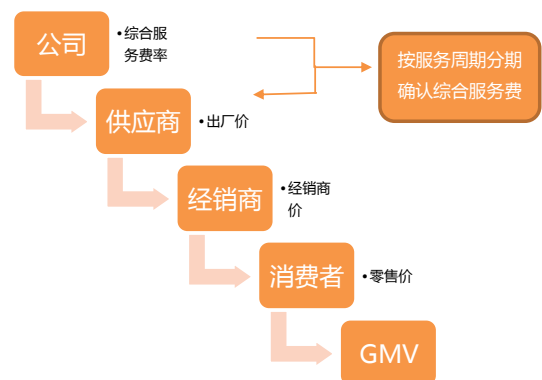 公司
•综合服
务费率
按服务周期分期
确认综合服务费
供应商
•出厂价
经销商
•经销商
价
消费者
•零售价
GMV